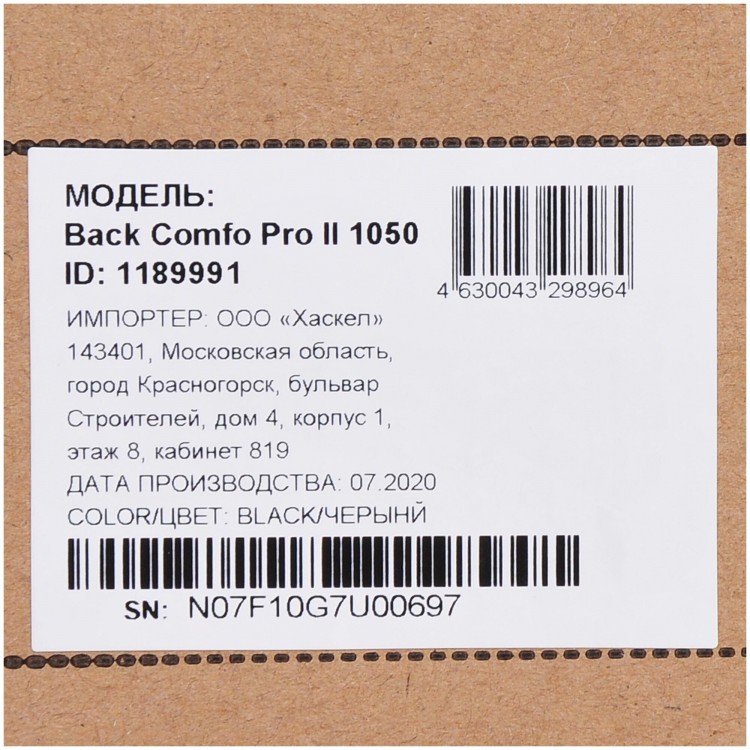 МОДЕЛЬ:
Back Comfo Pro II 1050
ID: 1189991
4 630043 298964
ИМПОРТЕР: ООО «Хаскел»
143401, Московская область,
город Красногорск, бульвар
Строителей, дом 4, корпус 1,
этаж 8, кабинет 819
ДАТА ПРОИЗВОДСТВА: 07.2020
COLOR/ЦВЕТ: BLACK/ЧЕРЫНЙ
SN: N07F10G7U00697